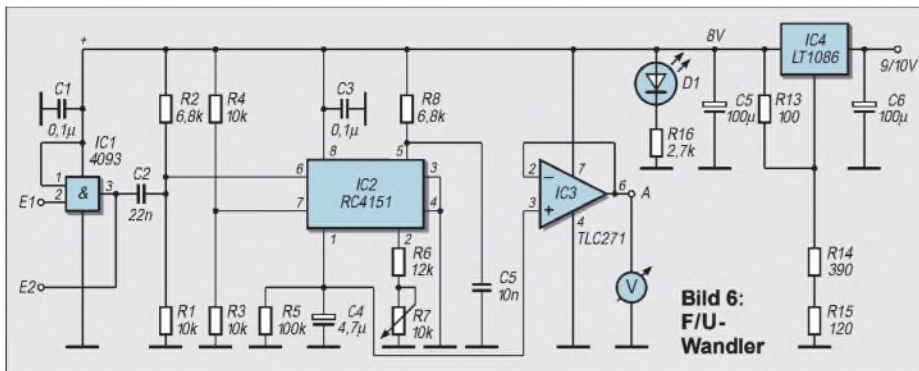 +
C1
0,1µ
IC1
4093
1
2
&
3
E1
E2
C2
22n
R2
6,8k
R4
10k
R1
10k
R3
10k
C3
0,1µ
8
5
6
7
3
4
1
2
IC2
RC4151
R8
6,8k
R5
100k
C4
4,7µ
R6
12k
R7
10k
C5
10n
2
3
7
6
4
–
+
IC3
TLC271
A
V
D1
R16
2,7k
8V
C5
100µ
R13
100
IC4
LT1086
C6
100µ
9/10V
R14
390
R15
120
Bild 6:
F/U-
Wandler